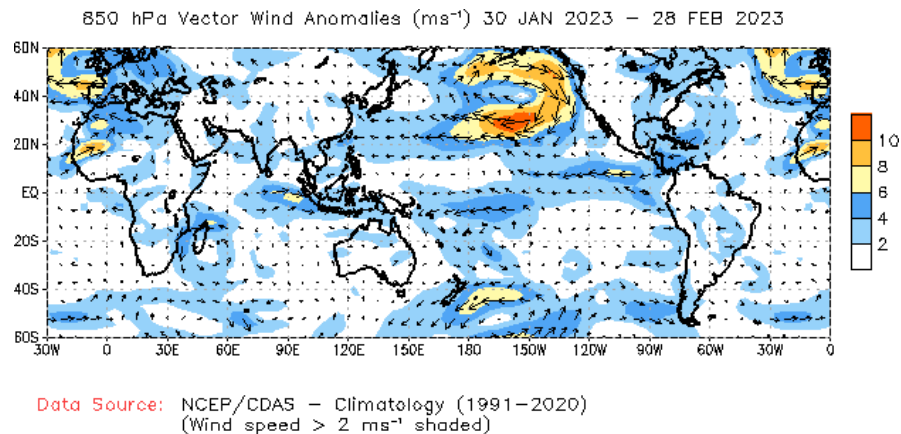 850 hPa Vector Wind Anomalies (ms⁻¹) 30 JAN 2023 – 28 FEB 2023
60N
40N
20N
EQ
20S
40S
60S
30W 0 30E 60E 90E 120E 150E 180 150W 120W 90W 60W 30W 0
10
8
6
4
2
Data Source: NCEP/CDAS – Climatology (1991–2020)
(Wind speed > 2 ms⁻¹ shaded)